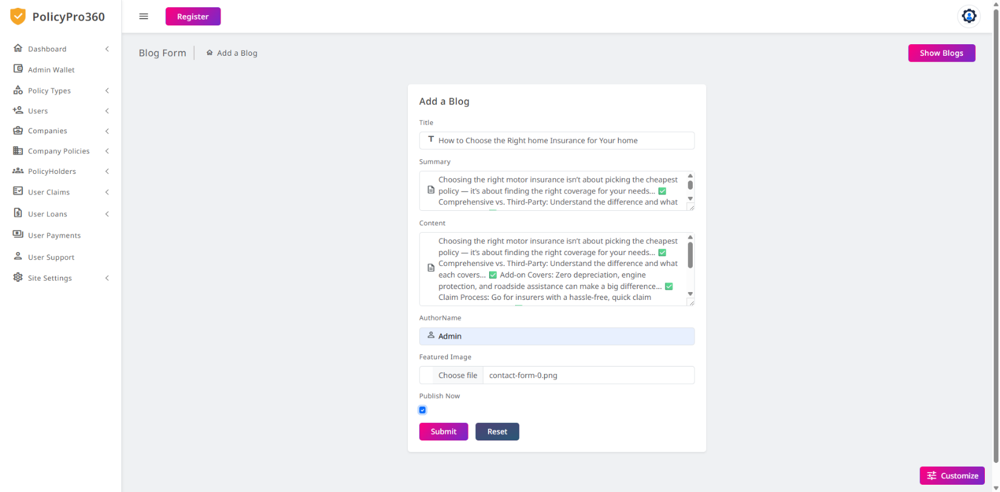 PolicyPro360
Register
Dashboard
Admin Wallet
Policy Types
Users
Companies
Company Policies
PolicyHolders
User Claims
User Loans
User Payments
User Support
Site Settings
Blog Form
Add a Blog
Show Blogs
Add a Blog
Title
How to Choose the Right home Insurance for Your home
Summary
Choosing the right motor insurance isn’t about picking the cheapest
policy — it’s about finding the right coverage for your needs... ✅
Comprehensive vs. Third-Party: Understand the difference and what
Content
Choosing the right motor insurance isn’t about picking the cheapest
policy — it’s about finding the right coverage for your needs... ✅
Comprehensive vs. Third-Party: Understand the difference and what
each covers... ✅ Add-on Covers: Zero depreciation, engine
protection, and roadside assistance can make a big difference... ✅
Claim Process: Go for insurers with a hassle-free, quick claim
AuthorName
Admin
Featured Image
Choose file
contact-form-0.png
Publish Now
Submit
Reset
Customize